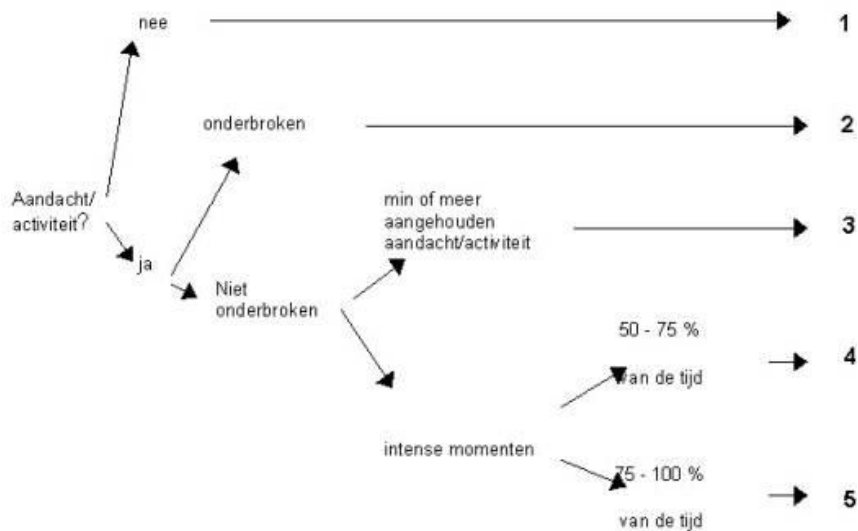 nee
1
onderbroken
2
Aandacht/
activiteit?
min of meer
aangehouden
aandacht/activiteit
3
ja
Niet
onderbroken
50 - 75 %
van de tijd
4
intense momenten
75 - 100 %
van de tijd
5